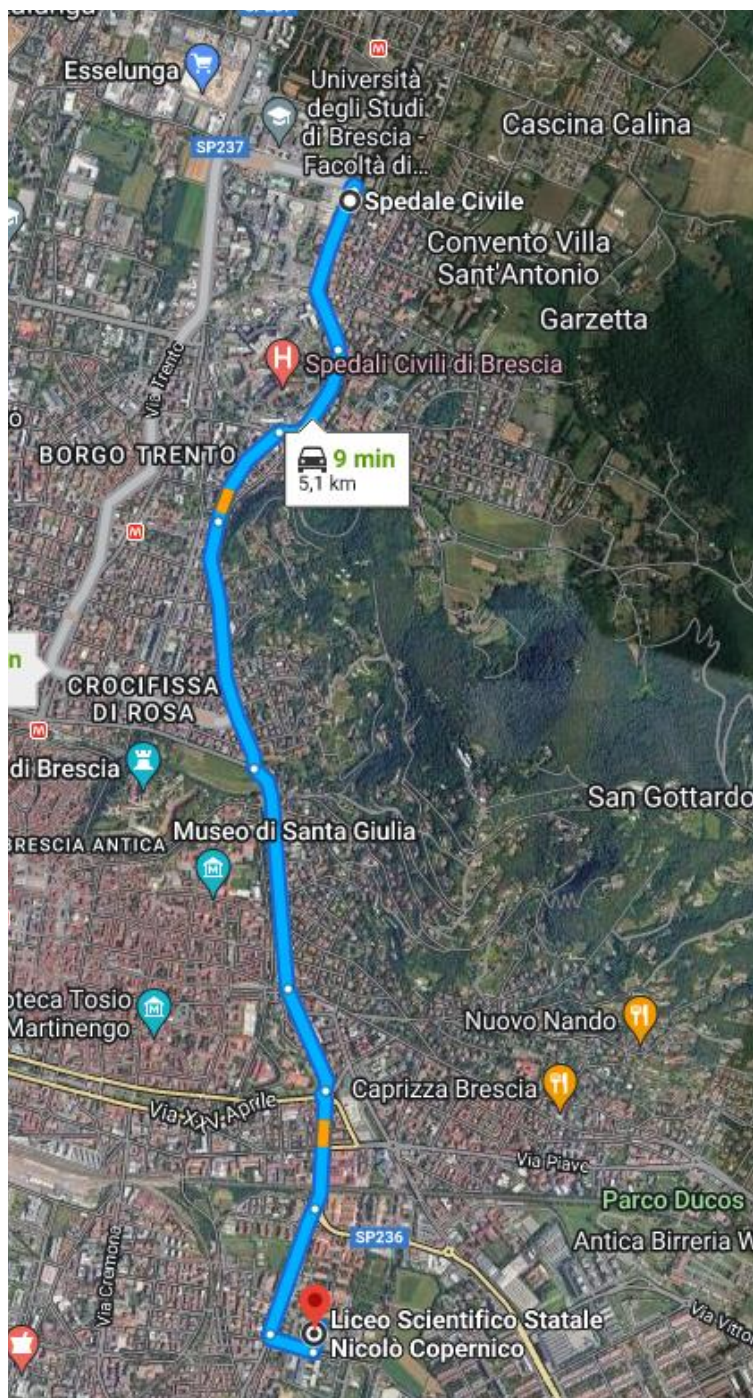 Esselunga
Università
degli Studi
di Brescia -
Facoltà di...
Cascina Calina
SP237
Spedale Civile
Convento Villa
Sant'Antonio
Garzetta
H
Spedali Civili di Brescia
Via Trento
BORGO TRENTO
9 min
5,1 km
M
n
CROCIFISSA
DI ROSA
M
di Brescia
San Gottardo
Museo di Santa Giulia
BRESCIA ANTICA
M
oteca Tosio
Martinengo
M
Nuovo Nando
Caprizza Brescia
Via XXV Aprile
Via Piave
Parco Ducos
SP236
Antica Birreria W
Via Cremona
Liceo Scientifico Statale
Nicolò Copernico
Via Vitto